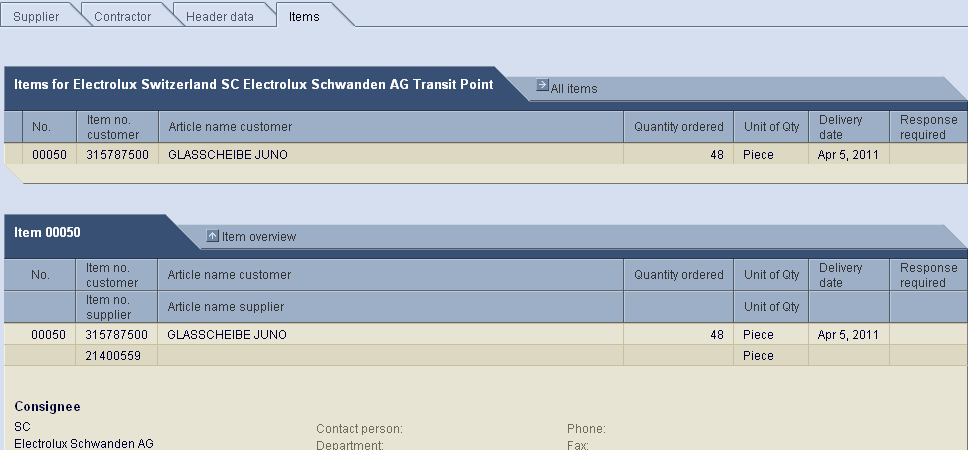 Supplier Contractor Header data Items
Items for Electrolux Switzerland SC Electrolux Schwanden AG Transit Point All items
No. Item no. customer Article name customer Quantity ordered Unit of Qty Delivery date Response required
00050 315787500 GLASSCHEIBE JUNO 48 Piece Apr 5, 2011
Item 00050 Item overview
No. Item no. customer Article name customer Quantity ordered Unit of Qty Delivery date Response required
Item no. supplier Article name supplier Unit of Qty
00050 315787500 GLASSCHEIBE JUNO 48 Piece Apr 5, 2011
21400559 Piece
Consignee
SC Contact person: Phone:
Electrolux Schwanden AG Department: Fax: